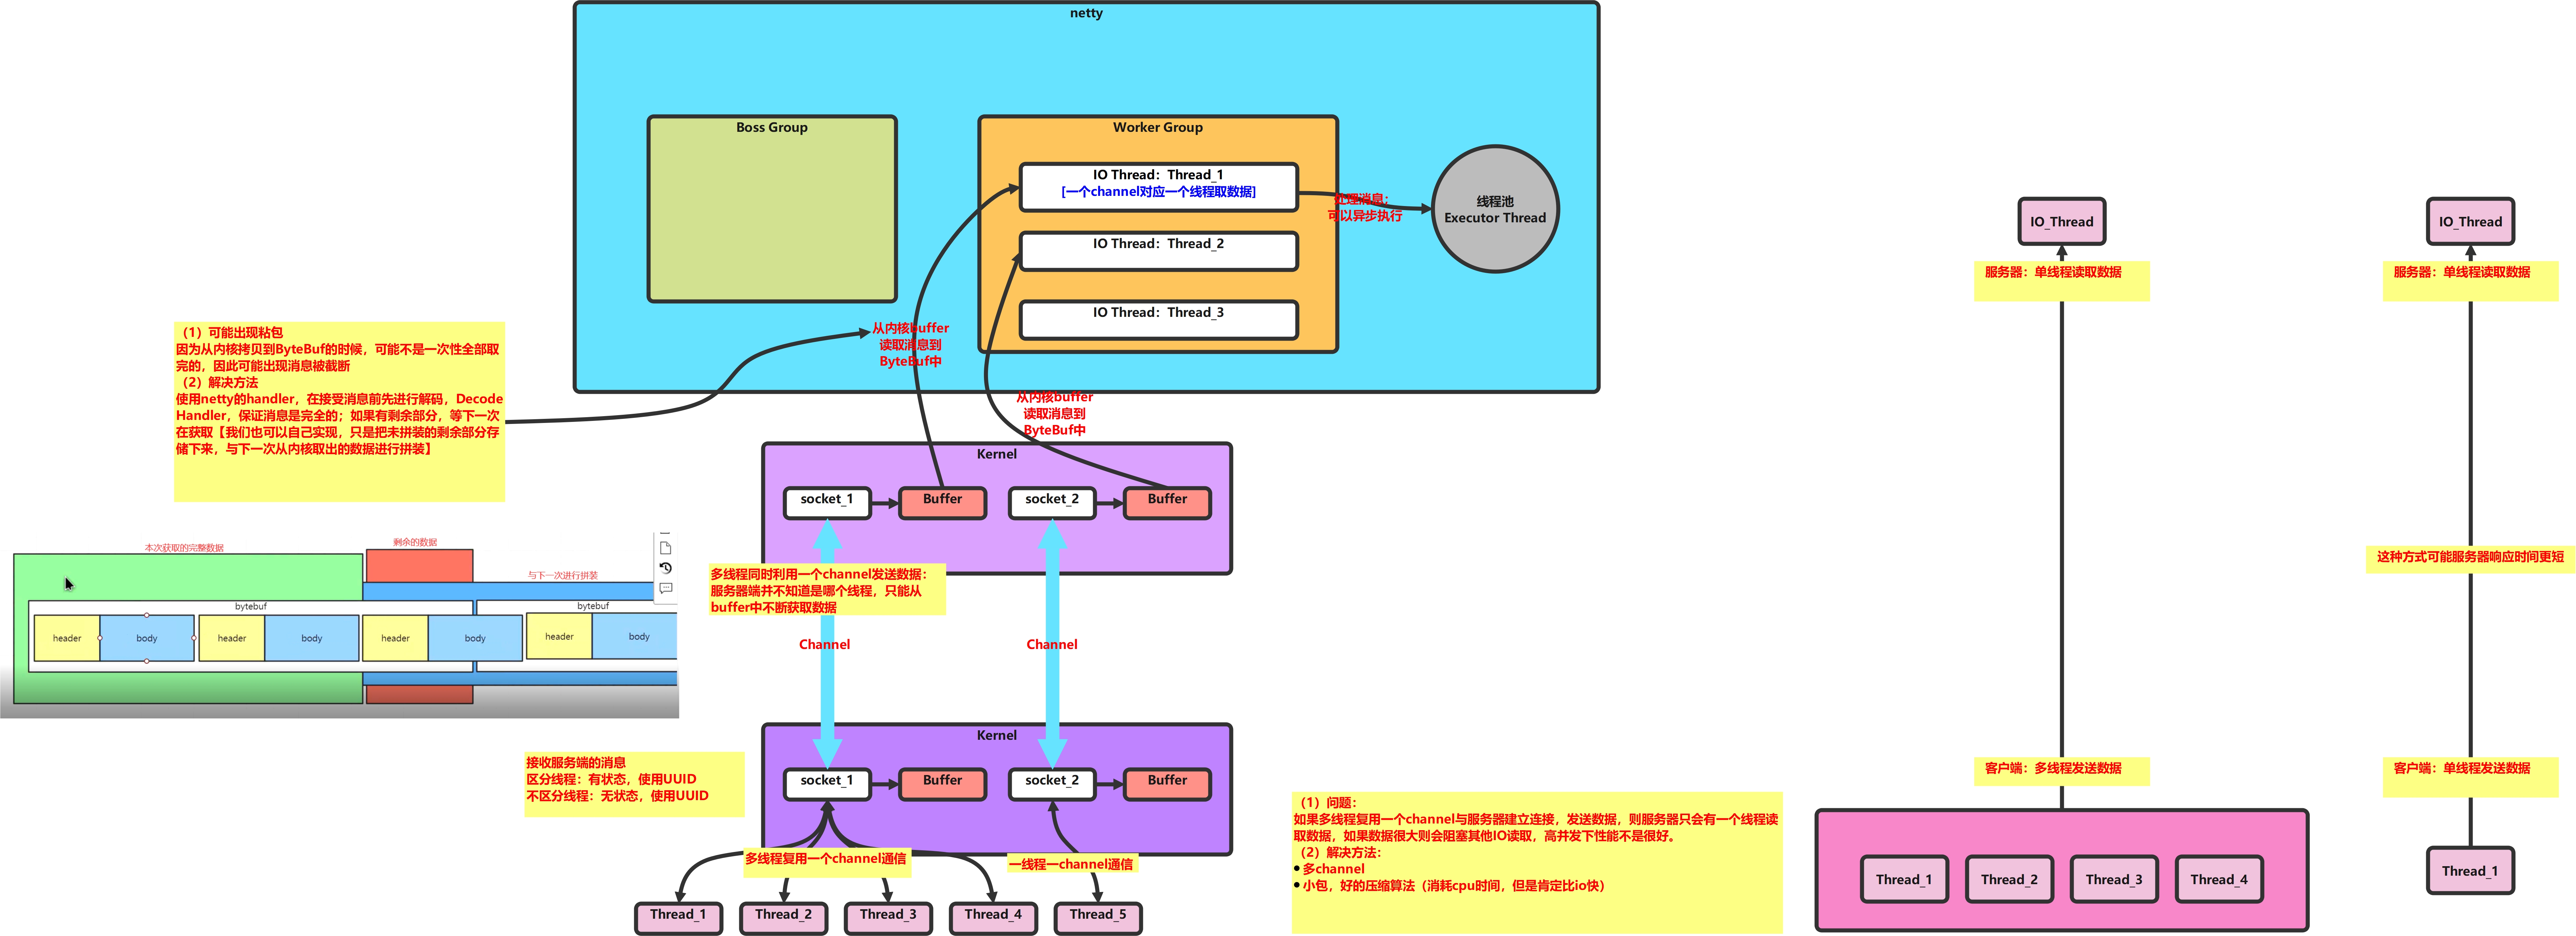 netty
Boss Group
Worker Group
IO Thread：Thread_1
[一个channel对应一个线程取数据]
IO Thread：Thread_2
IO Thread：Thread_3
处理消息；
可以异步执行
线程池
Executor Thread
从内核buffer
读取消息到
ByteBuf中
从内核buffer
读取消息到
ByteBuf中
（1）可能出现粘包
因为从内核拷贝到ByteBuf的时候，可能不是一次性全部取
完的，因此可能出现消息被截断
（2）解决方法
使用netty的handler，在接受消息前先进行解码，Decode
Handler，保证消息是完全的；如果有剩余部分，等下一次
在获取【我们也可以自己实现，只是把未拼装的剩余部分存
储下来，与下一次从内核取出的数据进行拼装】
本次获取的完整数据
剩余的数据
与下一次进行拼装
bytebuf
bytebuf
header
body
header
body
header
body
header
body
Kernel
socket_1
Buffer
socket_2
Buffer
多线程同时利用一个channel发送数据：
服务器端并不知道是哪个线程，只能从
buffer中不断获取数据
Channel
Channel
Kernel
socket_1
Buffer
socket_2
Buffer
接收服务端的消息
区分线程：有状态，使用UUID
不区分线程：无状态，使用UUID
多线程复用一个channel通信
一线程一channel通信
Thread_1
Thread_2
Thread_3
Thread_4
Thread_5
（1）问题：
如果多线程复用一个channel与服务器建立连接，发送数据，则服务器只会有一个线程读
取数据，如果数据很大则会阻塞其他IO读取，高并发下性能不是很好。
（2）解决方法：
● 多channel
● 小包，好的压缩算法（消耗cpu时间，但是肯定比io快）
IO_Thread
服务器：单线程读取数据
客户端：多线程发送数据
Thread_1
Thread_2
Thread_3
Thread_4
IO_Thread
服务器：单线程读取数据
这种方式可能服务器响应时间更短
客户端：单线程发送数据
Thread_1